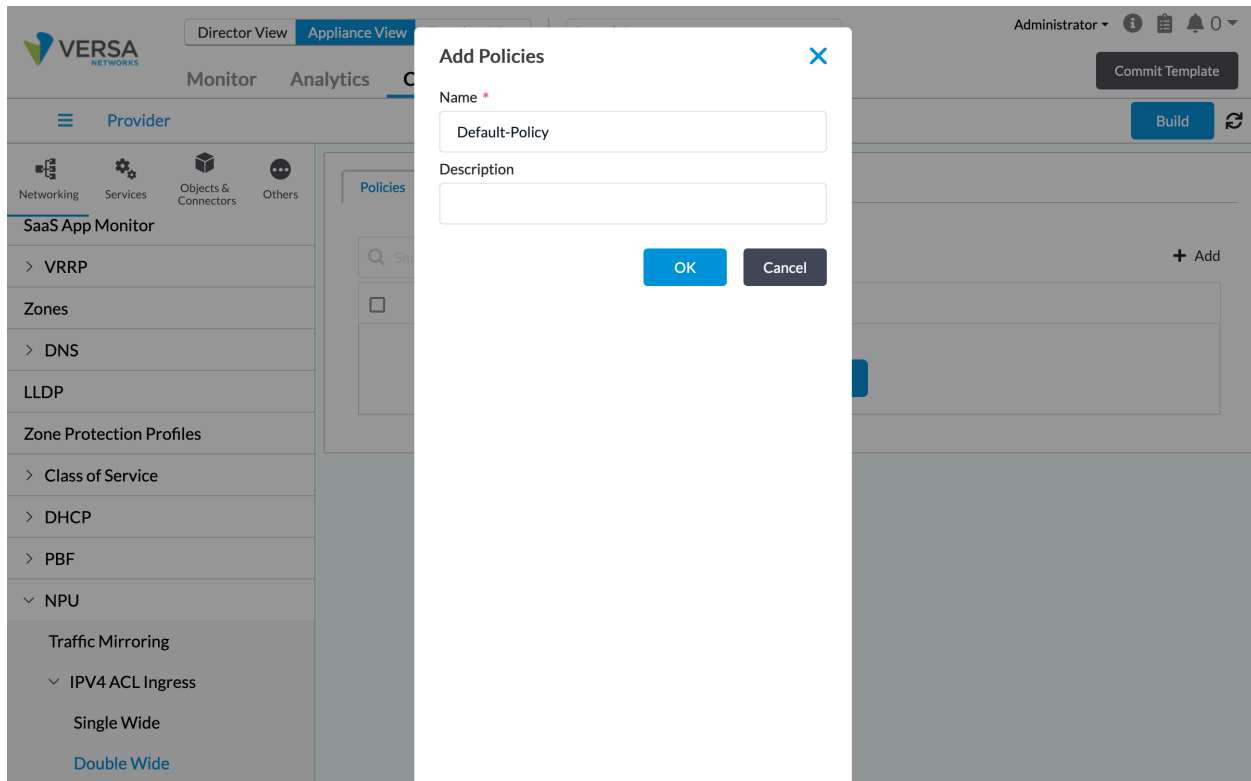 VERSA
NETWORKS
Director View
Appliance View
Administrator
0
Monitor
Analytics
C
Commit Template
Provider
Build
Networking
Services
Objects &
Connectors
Others
SaaS App Monitor
VRRP
Zones
DNS
LLDP
Zone Protection Profiles
Class of Service
DHCP
PBF
NPU
Traffic Mirroring
IPV4 ACL Ingress
Single Wide
Double Wide
Policies
Sea
+ Add
Add Policies
Name *
Default-Policy
Description
OK
Cancel